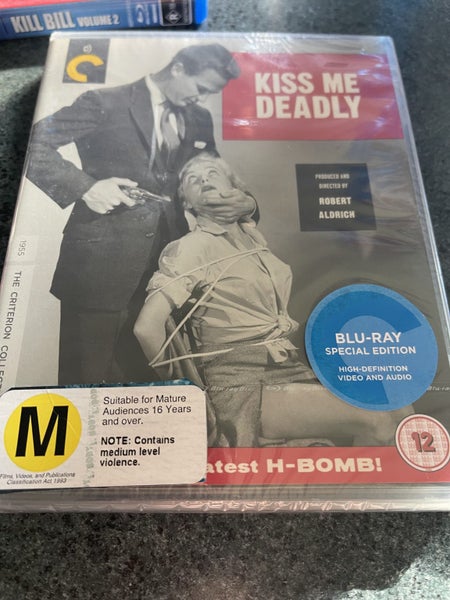 KILL BILL VOLUME 2
KISS ME
DEADLY
PRODUCED AND
DIRECTED BY
ROBERT
ALDRICH
1955
THE CRITERION COLLEC
BLU-RAY
SPECIAL EDITION
HIGH-DEFINITION
VIDEO AND AUDIO
M
Suitable for Mature
Audiences 16 Years
and over.
NOTE: Contains
medium level
violence.
Films, Videos, and Publications
Classification Act 1993
atest H-BOMB!
12